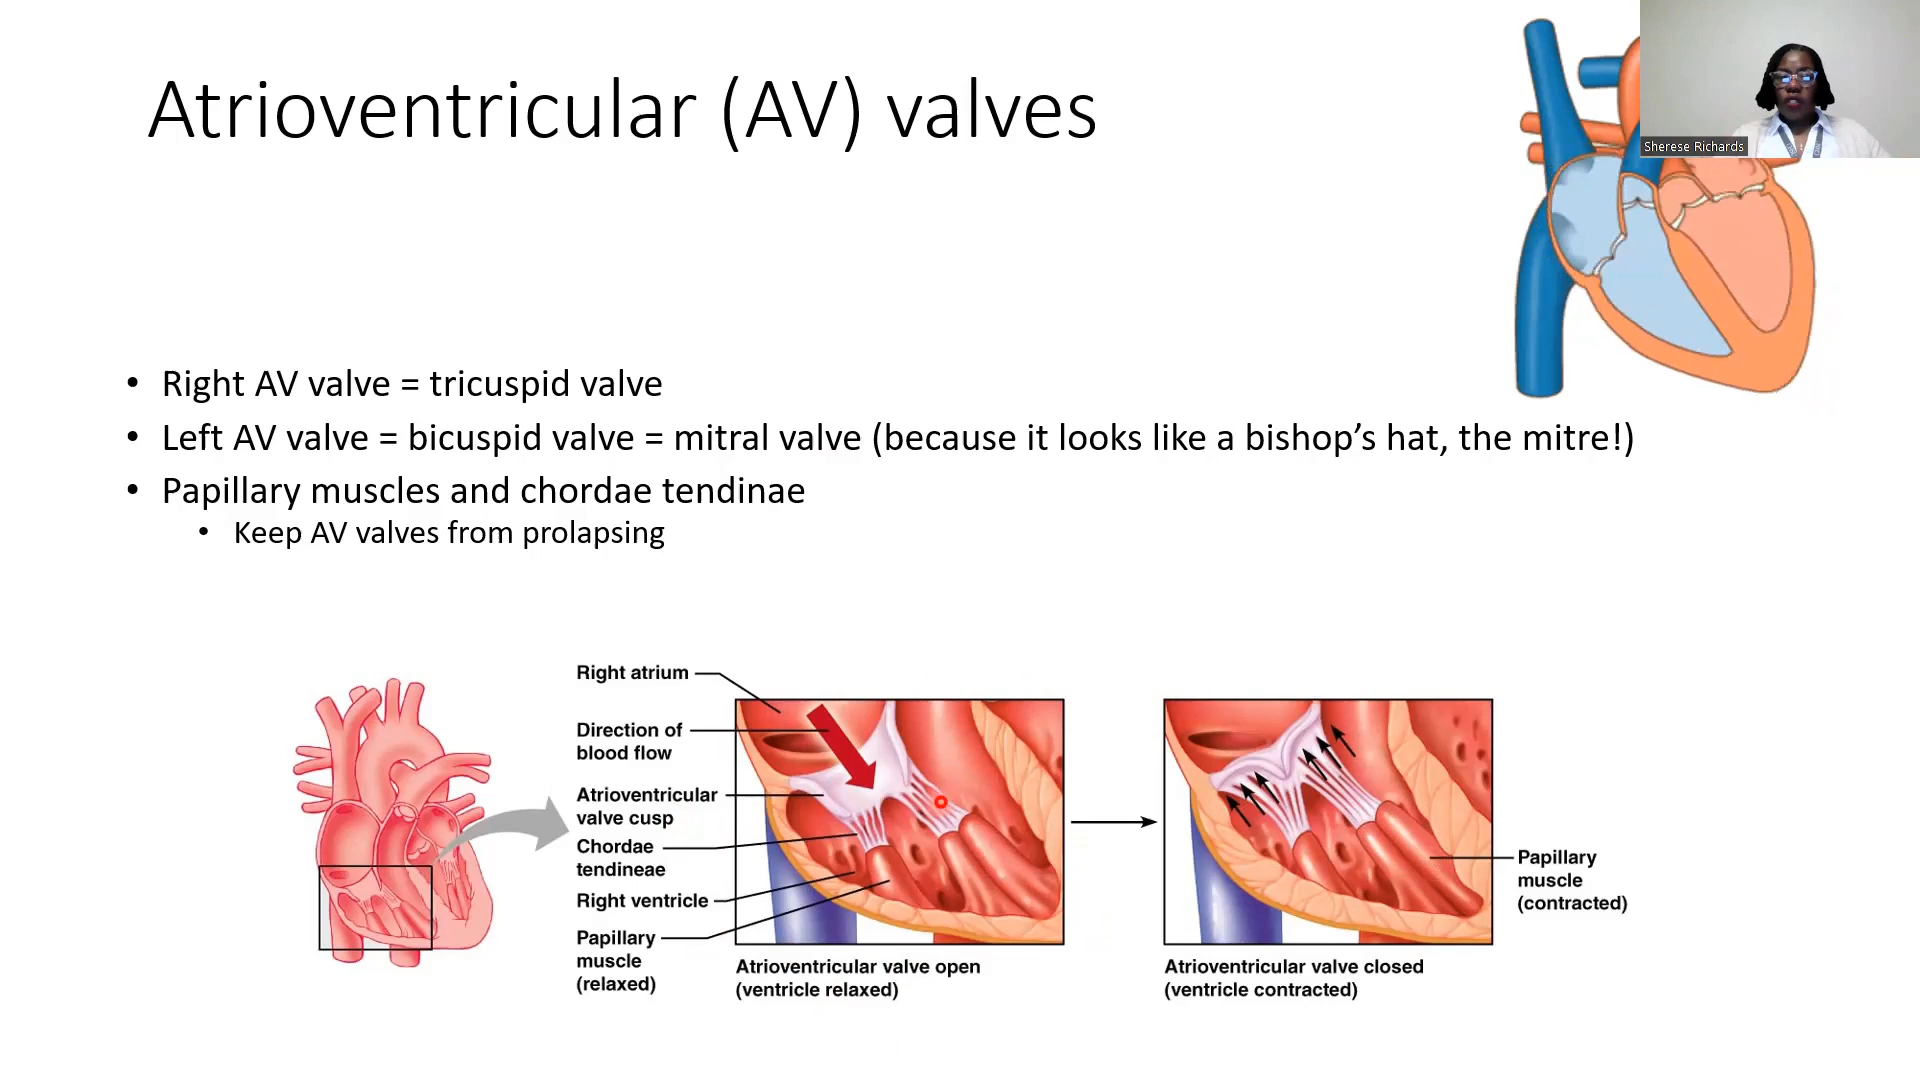 Atrioventricular (AV) valves
Sherese Richards
• Right AV valve = tricuspid valve
• Left AV valve = bicuspid valve = mitral valve (because it looks like a bishop’s hat, the mitre!)
• Papillary muscles and chordae tendinae
• Keep AV valves from prolapsing
Right atrium
Direction of
blood flow
Atrioventricular
valve cusp
Chordae
tendineae
Right ventricle
Papillary
muscle
(relaxed)
Atrioventricular valve open
(ventricle relaxed)
Papillary
muscle
(contracted)
Atrioventricular valve closed
(ventricle contracted)